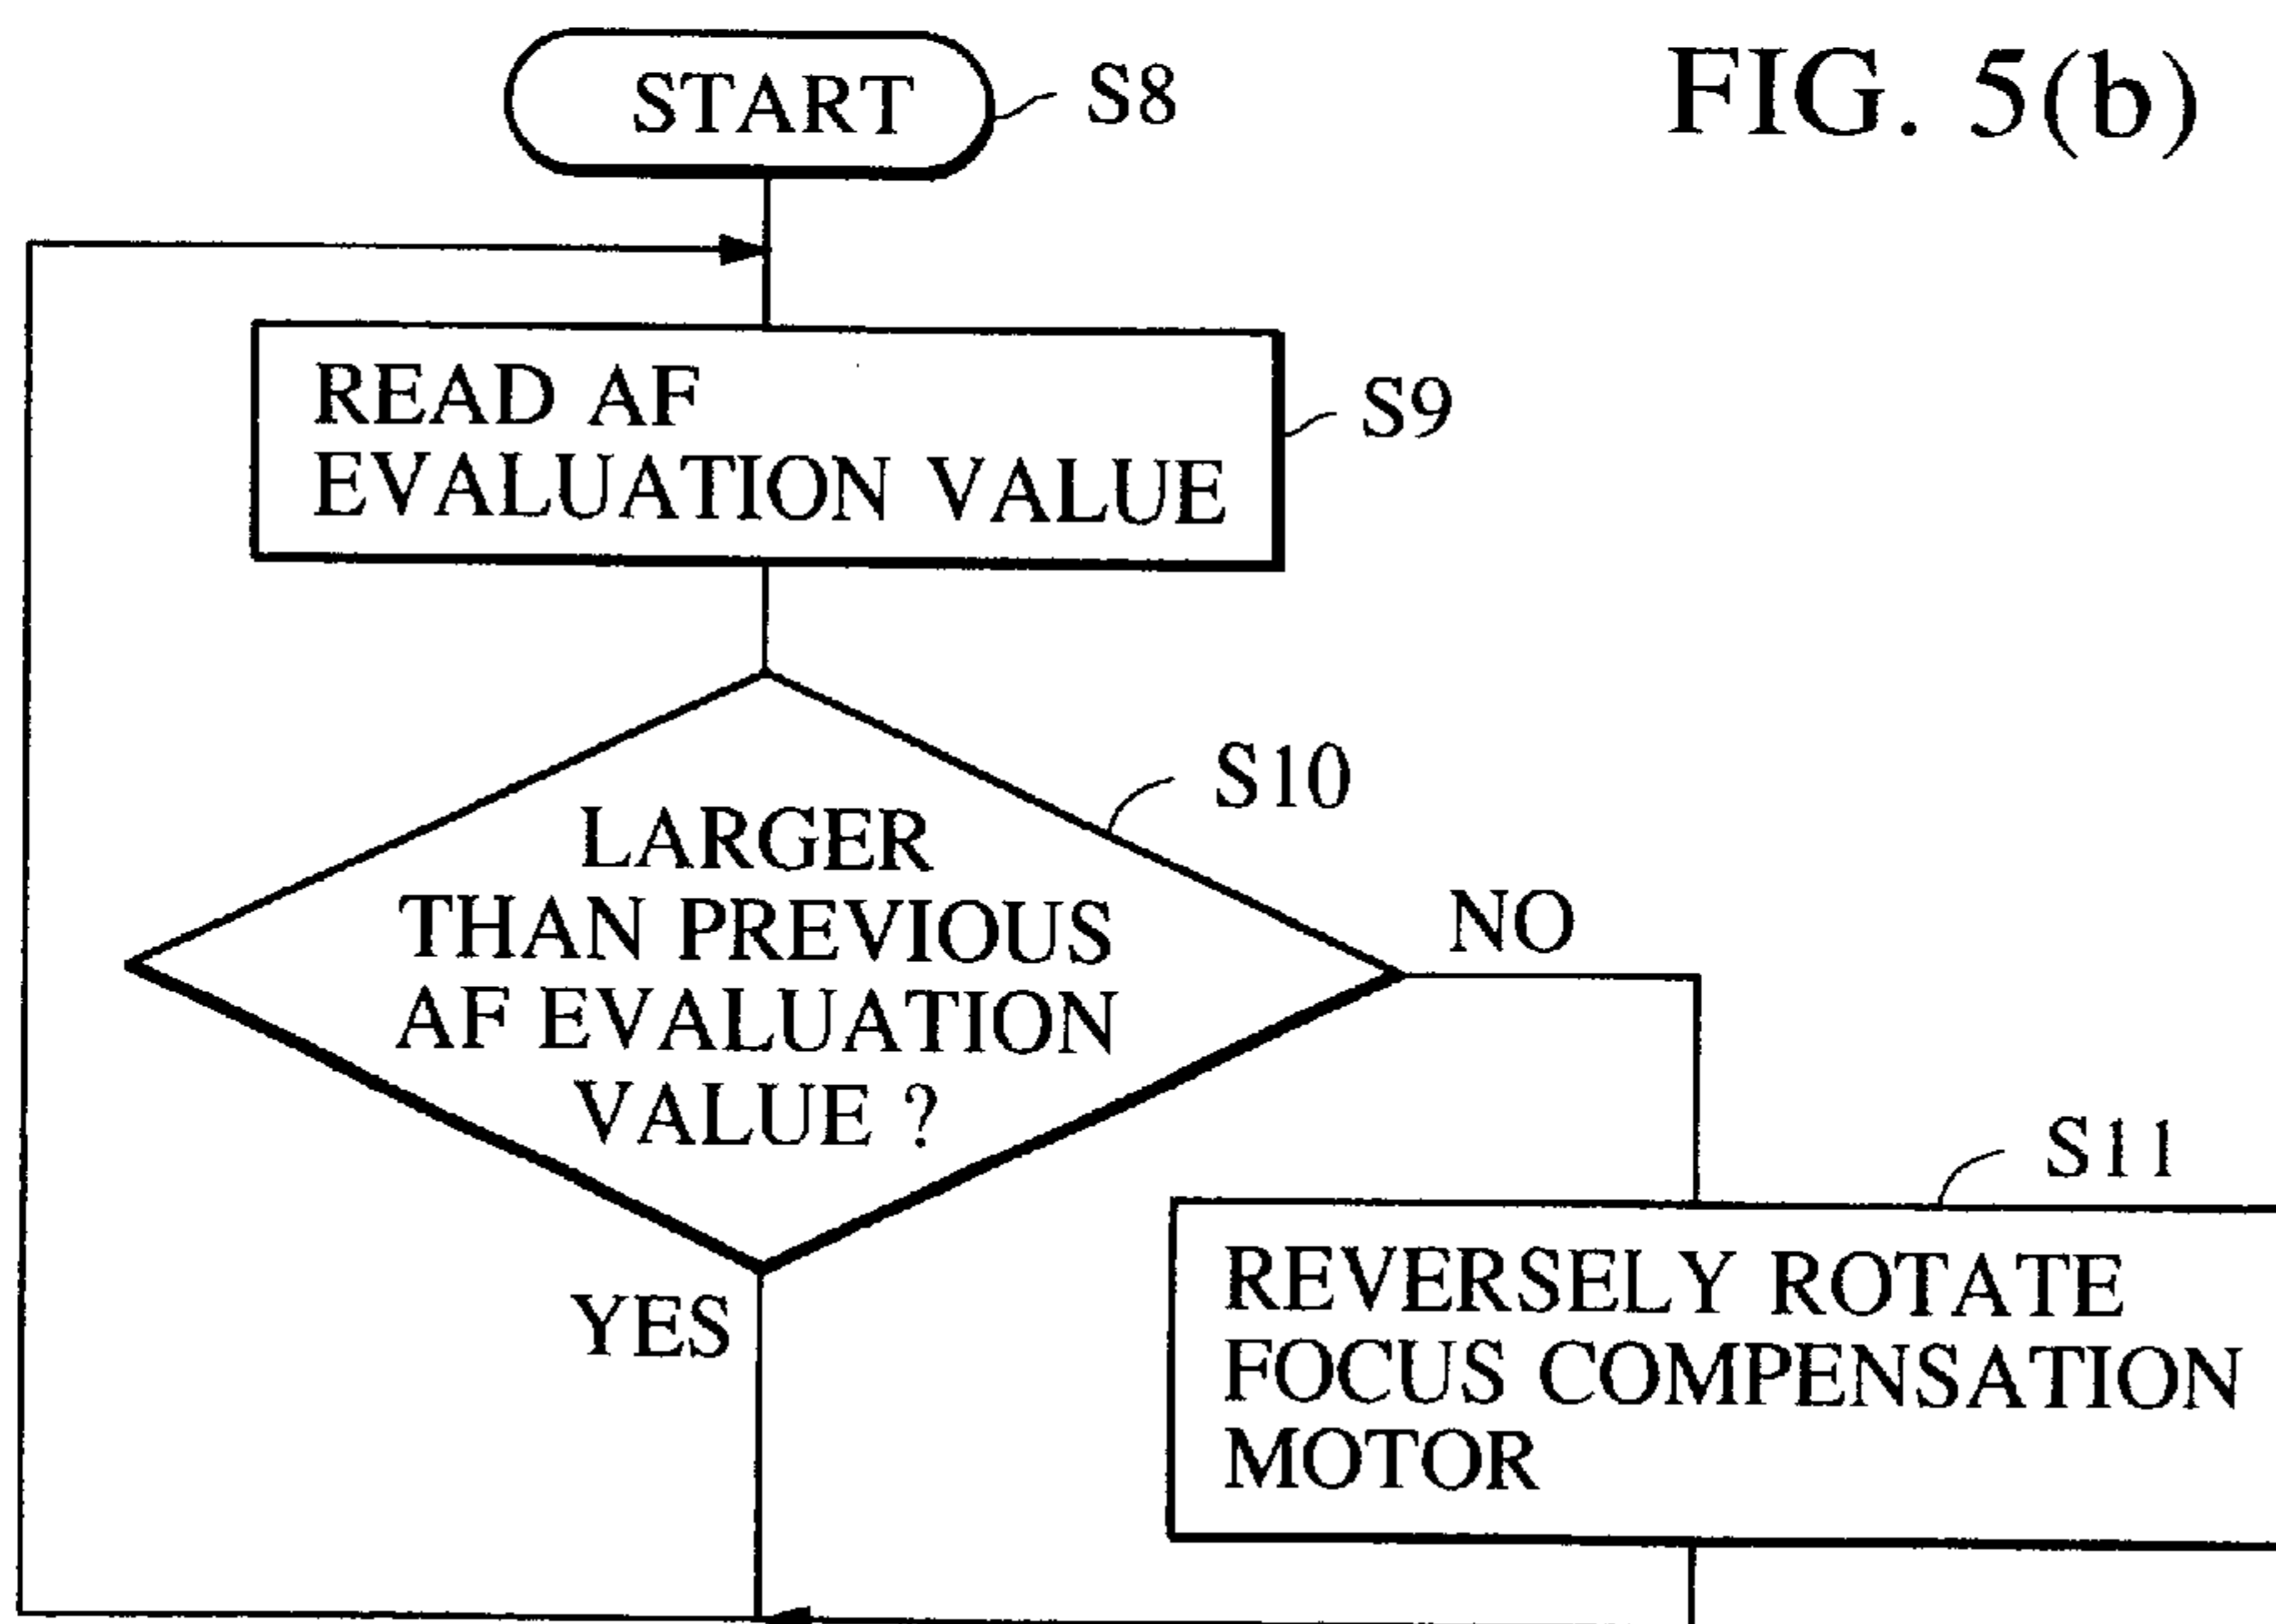 FIG. 5(b)
START
S8
READ AF
EVALUATION VALUE
S9
S10
LARGER
THAN PREVIOUS
AF EVALUATION
VALUE ?
NO
YES
S11
REVERSELY ROTATE
FOCUS COMPENSATION
MOTOR